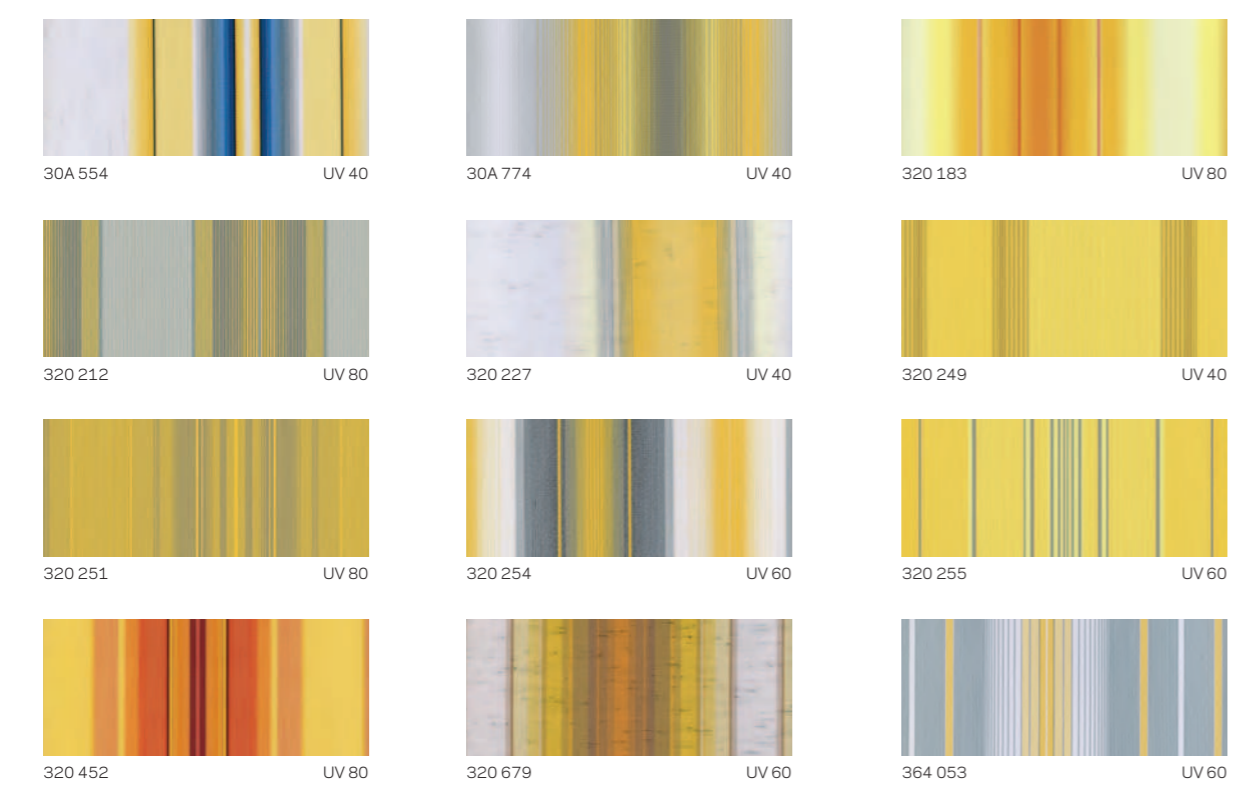 30A 554 UV 40
30A 774 UV 40
320 183 UV 80
320 212 UV 80
320 227 UV 40
320 249 UV 40
320 251 UV 80
320 254 UV 60
320 255 UV 60
320 452 UV 80
320 679 UV 60
364 053 UV 60